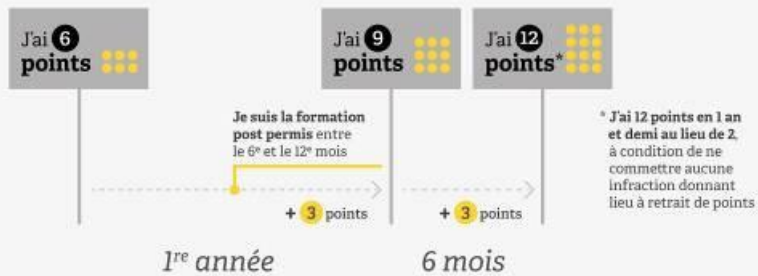 J'ai 6
points
J'ai 9
points
J'ai 12
points*
Je suis la formation
post permis entre
le 6e et le 12e mois
+ 3 points
+ 3 points
* J'ai 12 points en 1 an
et demi au lieu de 2,
à condition de ne
commettre aucune
infraction donnant
lieu à retrait de points
1re année
6 mois